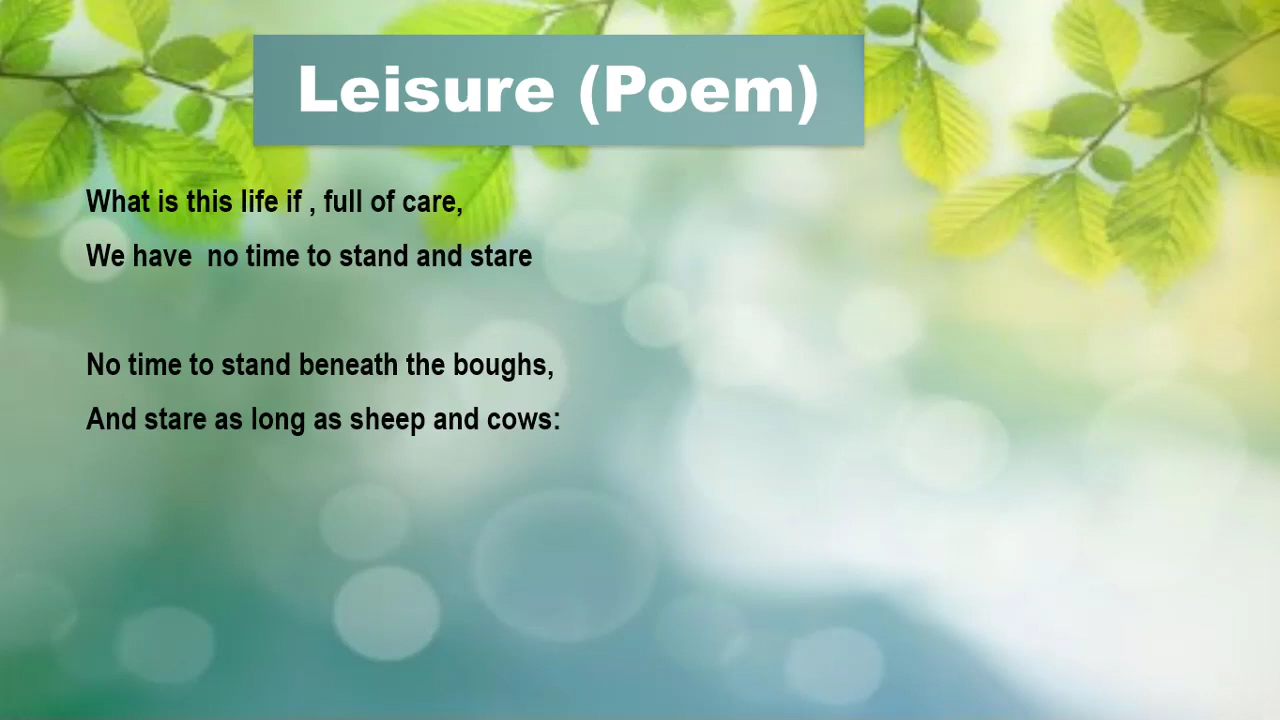 Leisure (Poem)
What is this life if , full of care,
We have  no time to stand and stare
No time to stand beneath the boughs,
And stare as long as sheep and cows: